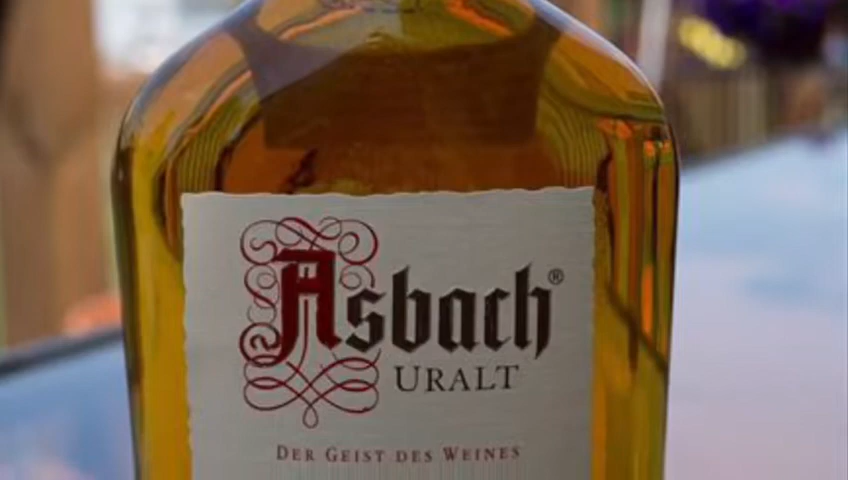 Asbach®
URALT
DER GEIST DES WEINES